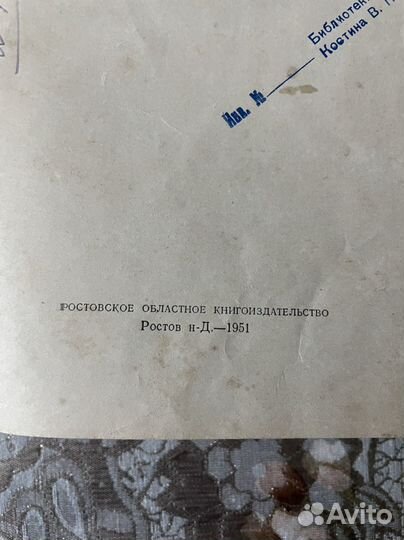 Библиотек
Костина В. П
Инв. №
РОСТОВСКОЕ ОБЛАСТНОЕ КНИГОИЗДАТЕЛЬСТВО
Ростов н-Д.—1951
Avito